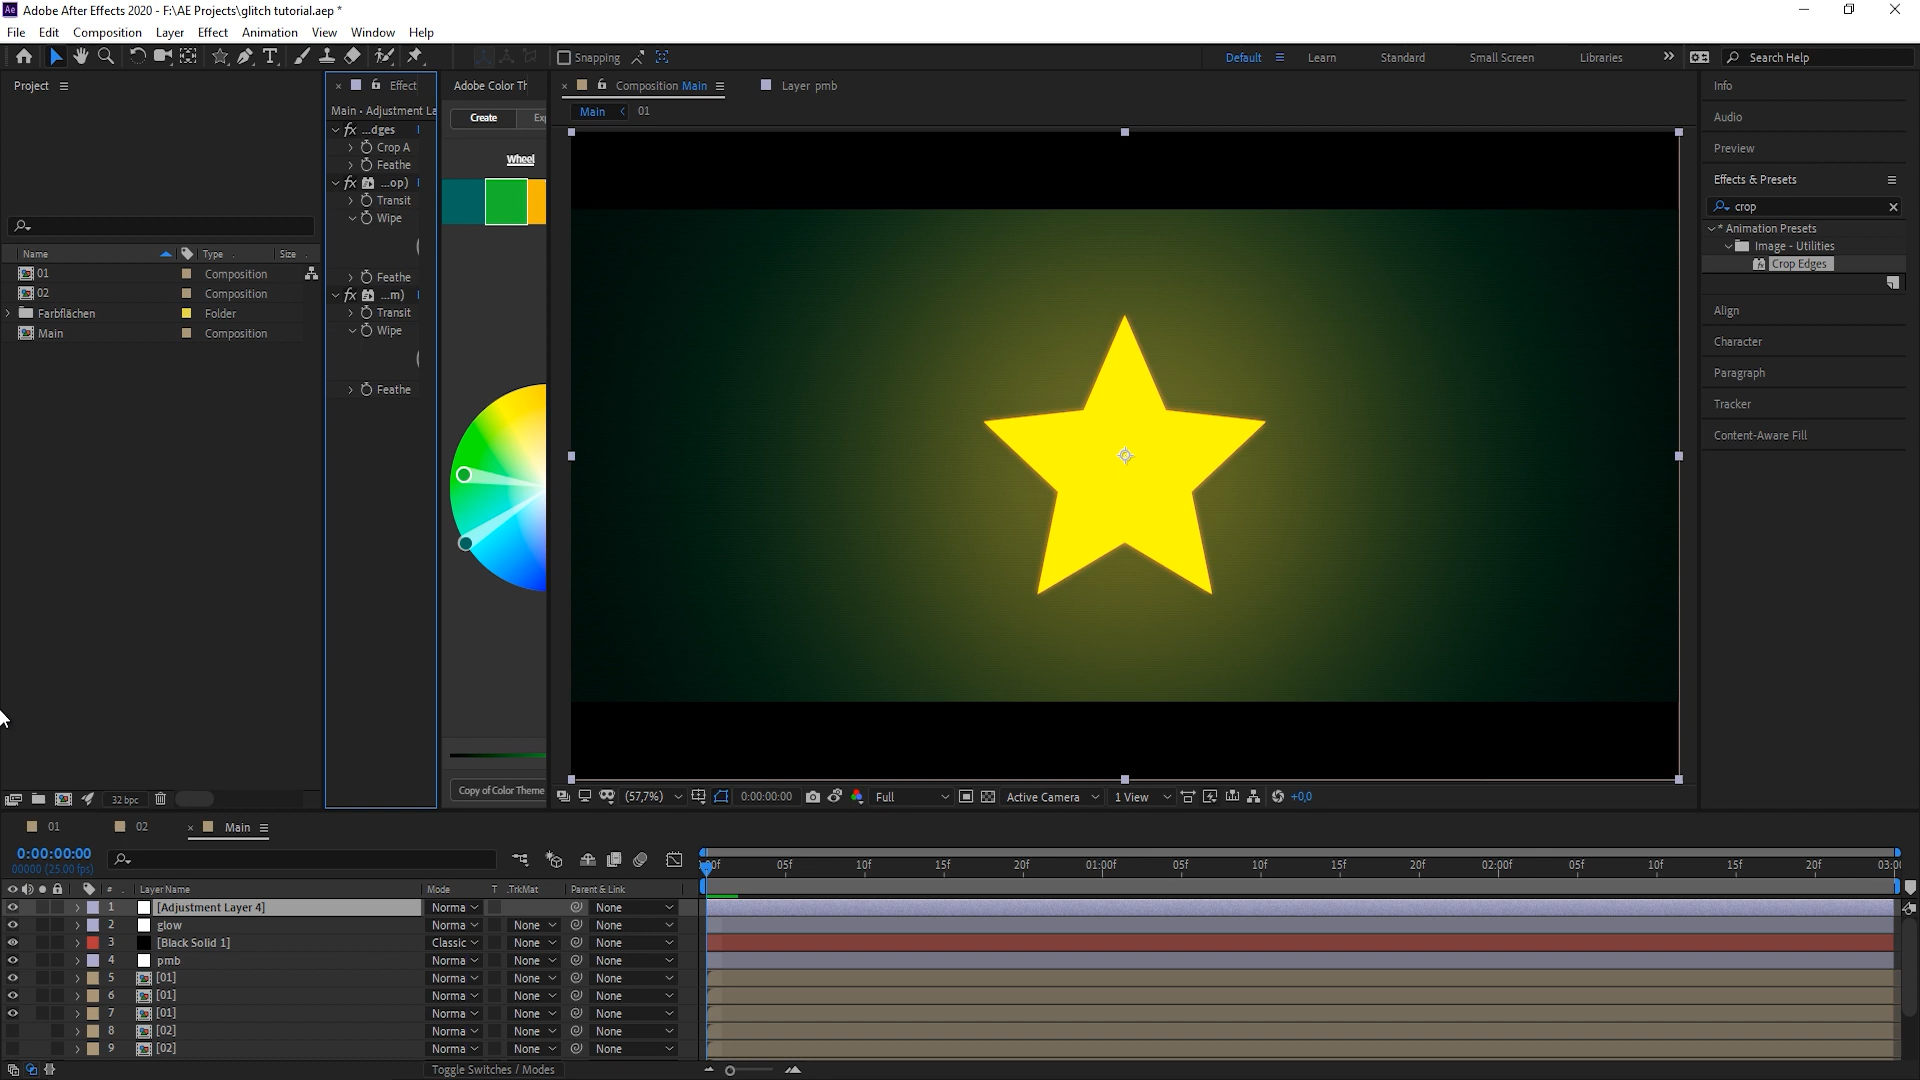 Adobe After Effects 2020 - F:\AE Projects\glitch tutorial.aep *
File Edit Composition Layer Effect Animation View Window Help
Snapping
Default Learn Standard Small Screen Libraries Search Help
Project
Name Type Size
01 Composition
02 Composition
Farbflächen Folder
Main Composition
32 bpc
Effect
Main • Adjustment La
fx ...dges
Crop A
Feathe
fx ...op)
Transit
Wipe
Feathe
fx ...m)
Transit
Wipe
Feathe
Adobe Color Th
Create Exp
Wheel
Copy of Color Theme
Composition Main Layer pmb
Main 01
(57,7%) 0:00:00:00 Full Active Camera 1 View +0,0
Info
Audio
Preview
Effects & Presets
crop
* Animation Presets
Image - Utilities
Crop Edges
Align
Character
Paragraph
Tracker
Content-Aware Fill
01 02 Main
0:00:00:00
00000 (25.00 fps)
:00f 05f 10f 15f 20f 01:00f 05f 10f 15f 20f 02:00f 05f 10f 15f 20f 03:0
# Layer Name Mode T .TrkMat Parent & Link
1 [Adjustment Layer 4] Norma None
2 glow Norma None None
3 [Black Solid 1] Classic None None
4 pmb Norma None None
5 [01] Norma None None
6 [01] Norma None None
7 [01] Norma None None
8 [02] Norma None None
9 [02] Norma None None
Toggle Switches / Modes